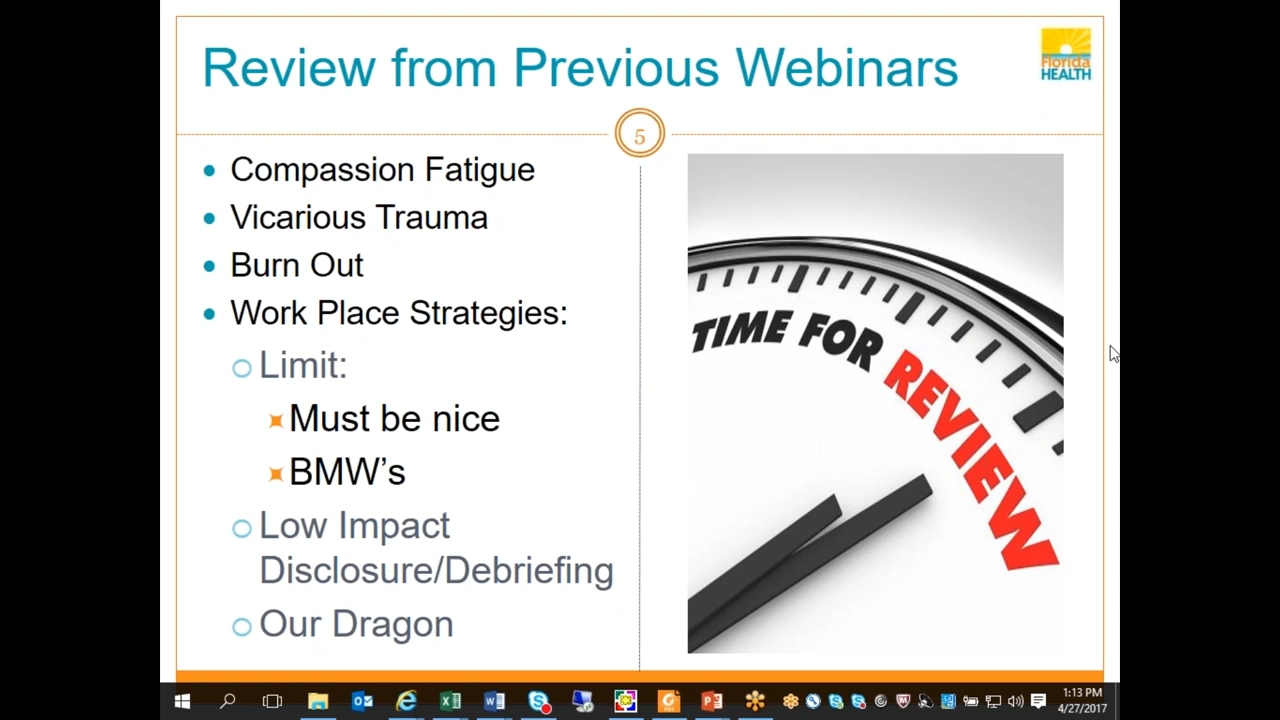 Review from Previous Webinars
Florida
HEALTH
5
Compassion Fatigue
Vicarious Trauma
Burn Out
Work Place Strategies:
Limit:
Must be nice
BMW's
Low Impact
Disclosure/Debriefing
Our Dragon
TIME FOR REVIEW
1:13 PM
4/27/2017